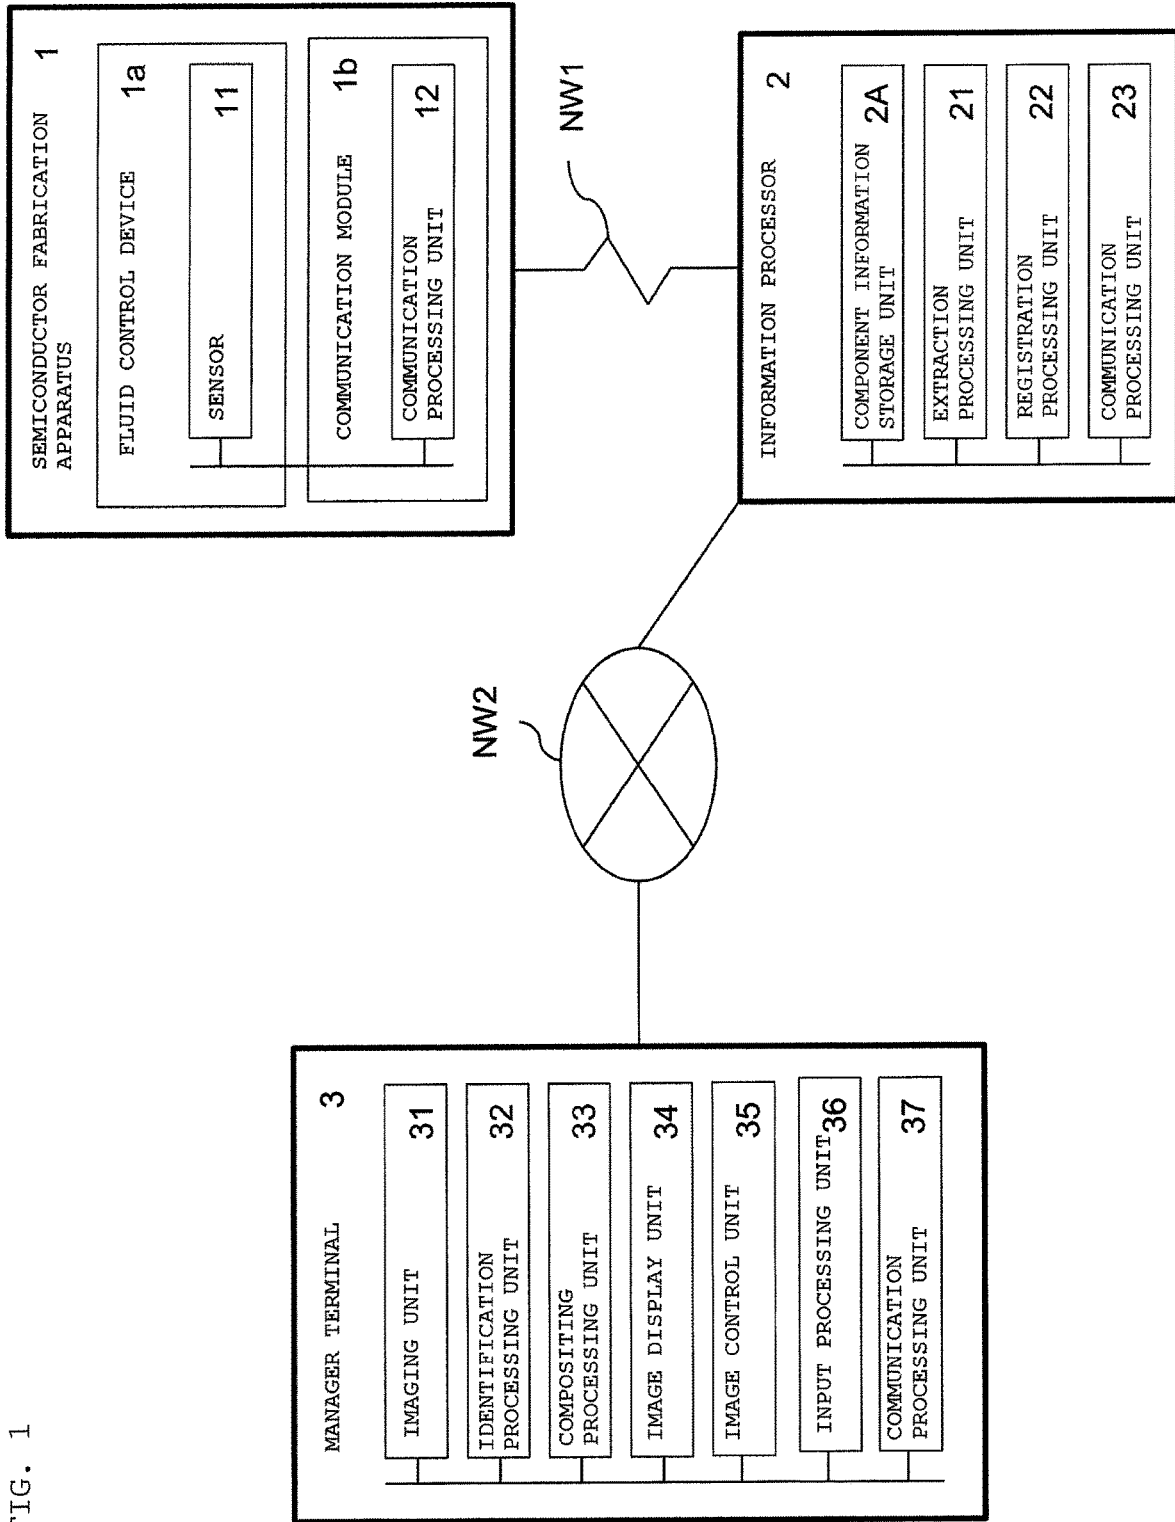 FIG. 1
SEMICONDUCTOR FABRICATION
APPARATUS
1
FLUID CONTROL DEVICE
1a
SENSOR
11
COMMUNICATION MODULE
1b
COMMUNICATION
PROCESSING UNIT
12
NW1
NW2
MANAGER TERMINAL
3
IMAGING UNIT
31
IDENTIFICATION
PROCESSING UNIT
32
COMPOSITING
PROCESSING UNIT
33
IMAGE DISPLAY UNIT
34
IMAGE CONTROL UNIT
35
INPUT PROCESSING UNIT
36
COMMUNICATION
PROCESSING UNIT
37
INFORMATION PROCESSOR
2
COMPONENT INFORMATION
STORAGE UNIT
2A
EXTRACTION
PROCESSING UNIT
21
REGISTRATION
PROCESSING UNIT
22
COMMUNICATION
PROCESSING UNIT
23